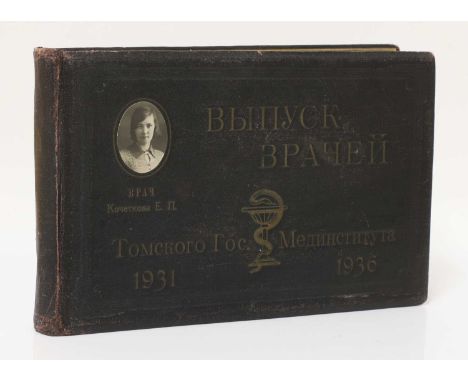 ВЫПУСК
ВРАЧЕЙ
ВРАЧ
Кочеткова Е. П.
Томского Гос. Мединститута
1931 1936